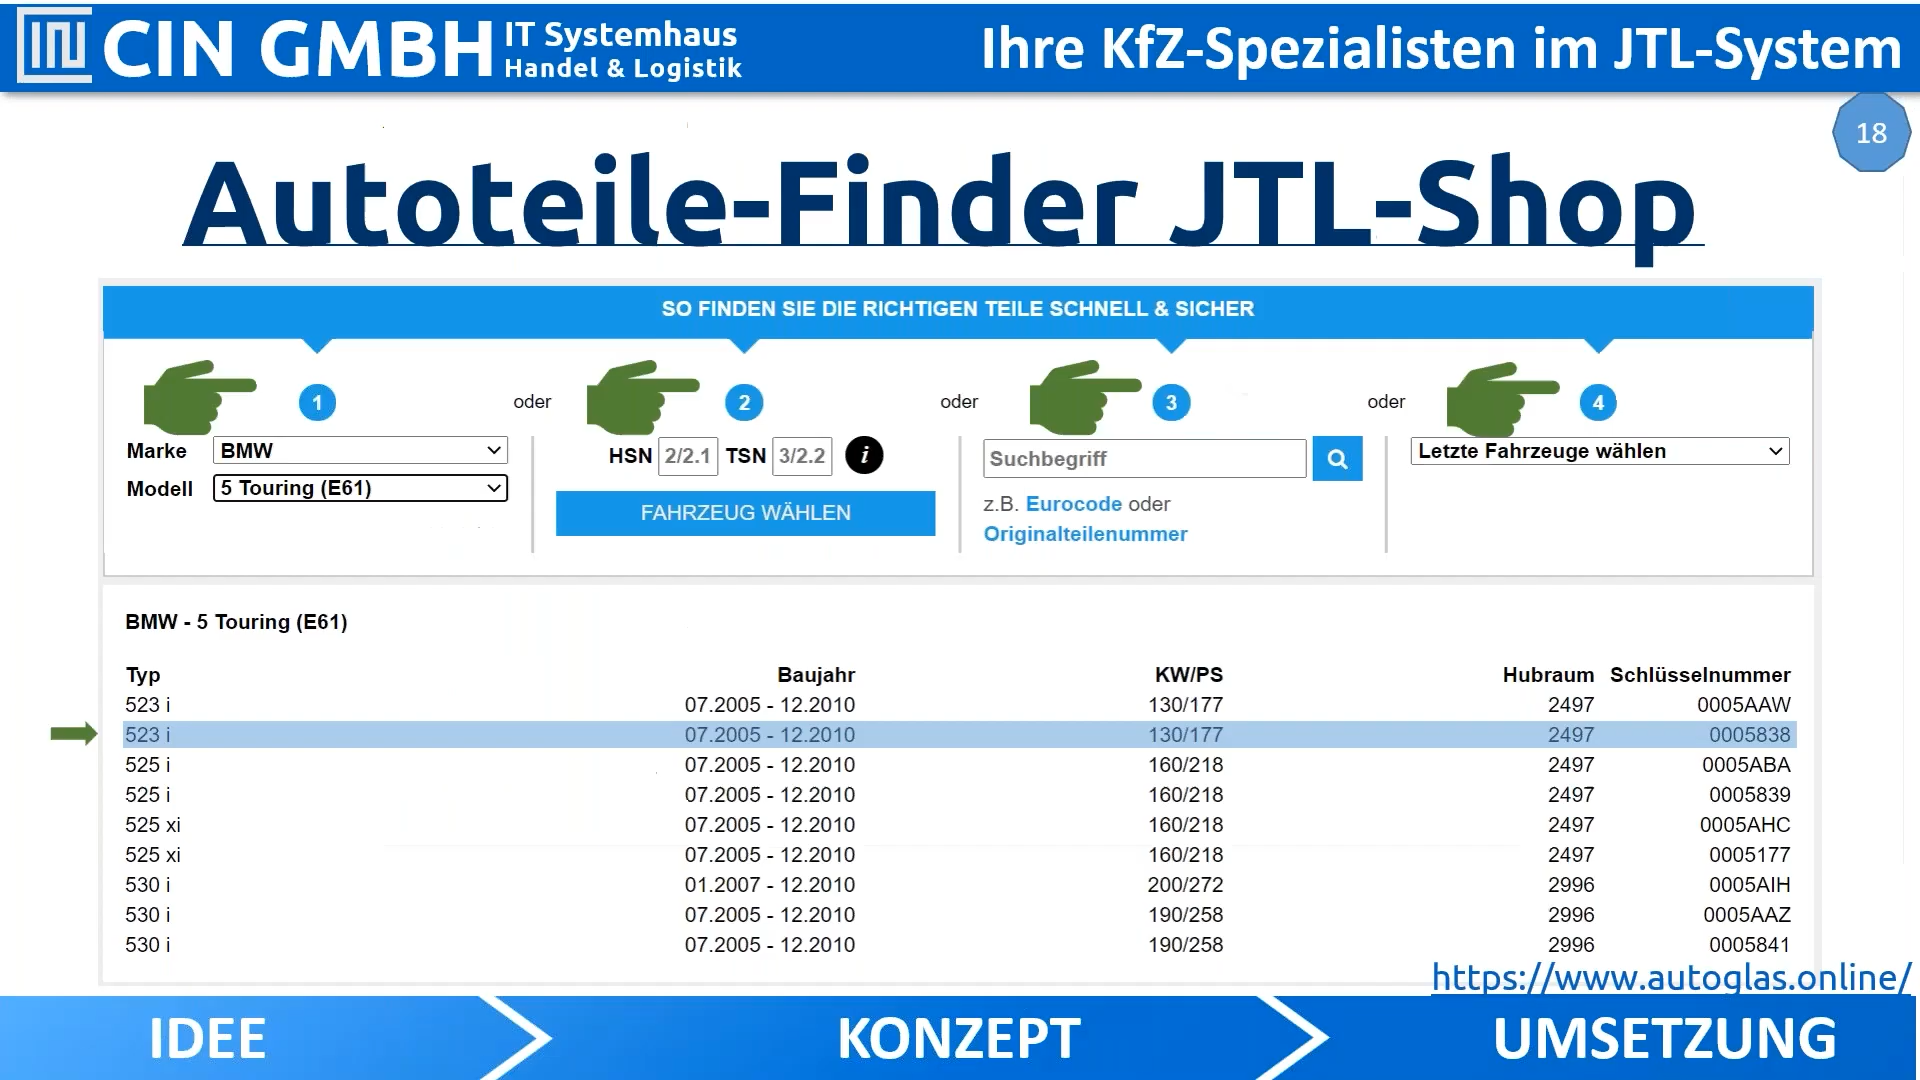 CIN GMBH IT Systemhaus
Handel & Logistik
Ihre KfZ-Spezialisten im JTL-System
18
Autoteile-Finder JTL-Shop
SO FINDEN SIE DIE RICHTIGEN TEILE SCHNELL & SICHER
1 oder 2 oder 3 oder 4
Marke BMW
Modell 5 Touring (E61)
HSN 2/2.1 TSN 3/2.2 i
FAHRZEUG WÄHLEN
Suchbegriff
z.B. Eurocode oder
Originalteilenummer
Letzte Fahrzeuge wählen
BMW - 5 Touring (E61)
Typ Baujahr KW/PS Hubraum Schlüsselnummer
523 i 07.2005 - 12.2010 130/177 2497 0005AAW
523 i 07.2005 - 12.2010 130/177 2497 0005838
525 i 07.2005 - 12.2010 160/218 2497 0005ABA
525 i 07.2005 - 12.2010 160/218 2497 0005839
525 xi 07.2005 - 12.2010 160/218 2497 0005AHC
525 xi 07.2005 - 12.2010 160/218 2497 0005177
530 i 01.2007 - 12.2010 200/272 2996 0005AIH
530 i 07.2005 - 12.2010 190/258 2996 0005AAZ
530 i 07.2005 - 12.2010 190/258 2996 0005841
https://www.autoglas.online/
IDEE KONZEPT UMSETZUNG